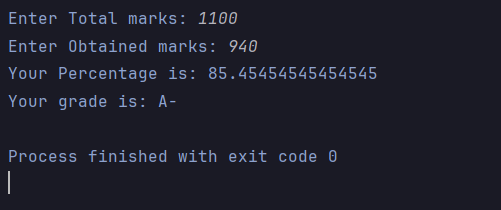 Enter Total marks: 1100
Enter Obtained marks: 940
Your Percentage is: 85.45454545454545
Your grade is: A-
Process finished with exit code 0